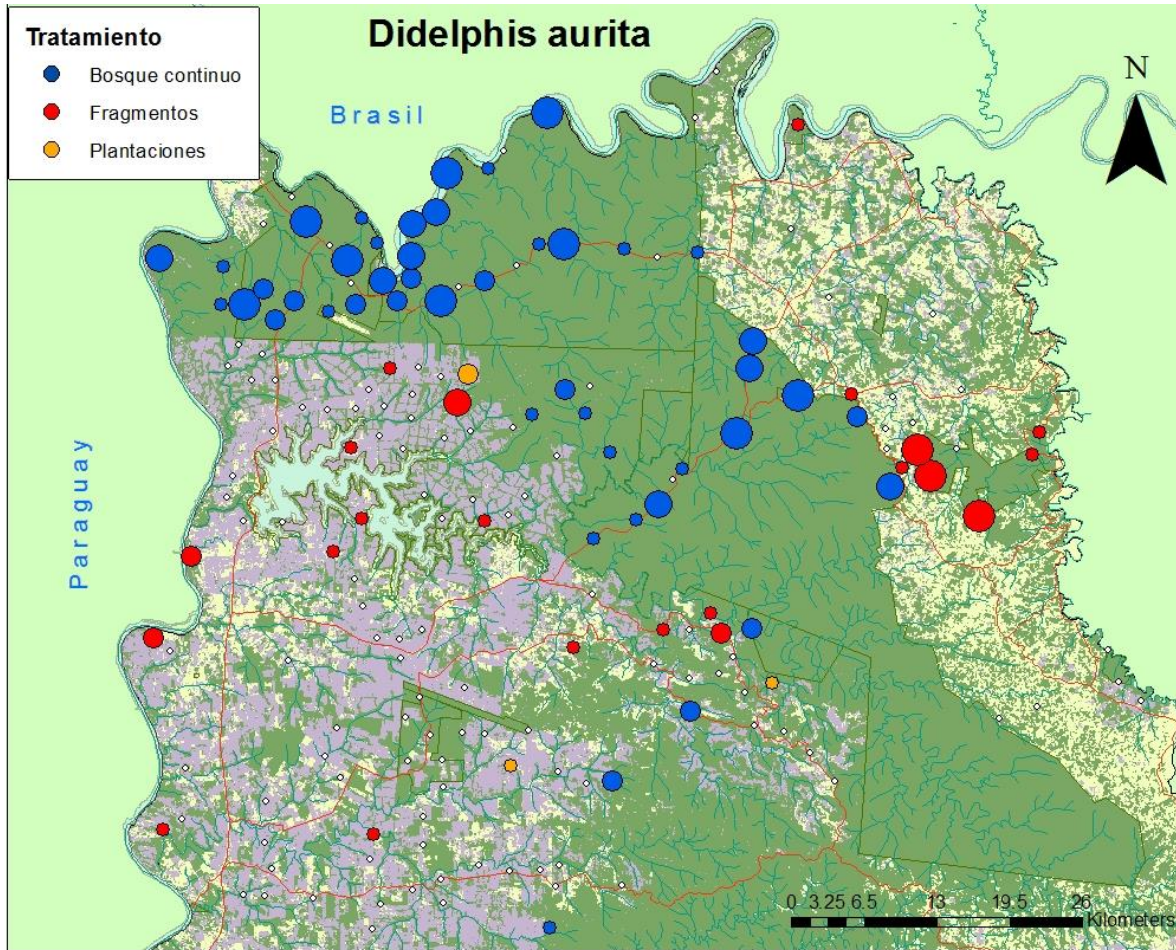 Didelphis aurita
Tratamiento
Bosque continuo
Fragmentos
Plantaciones
Brasil
N
Paraguay
0 3.25 6.5 13 19.5 26
Kilometers